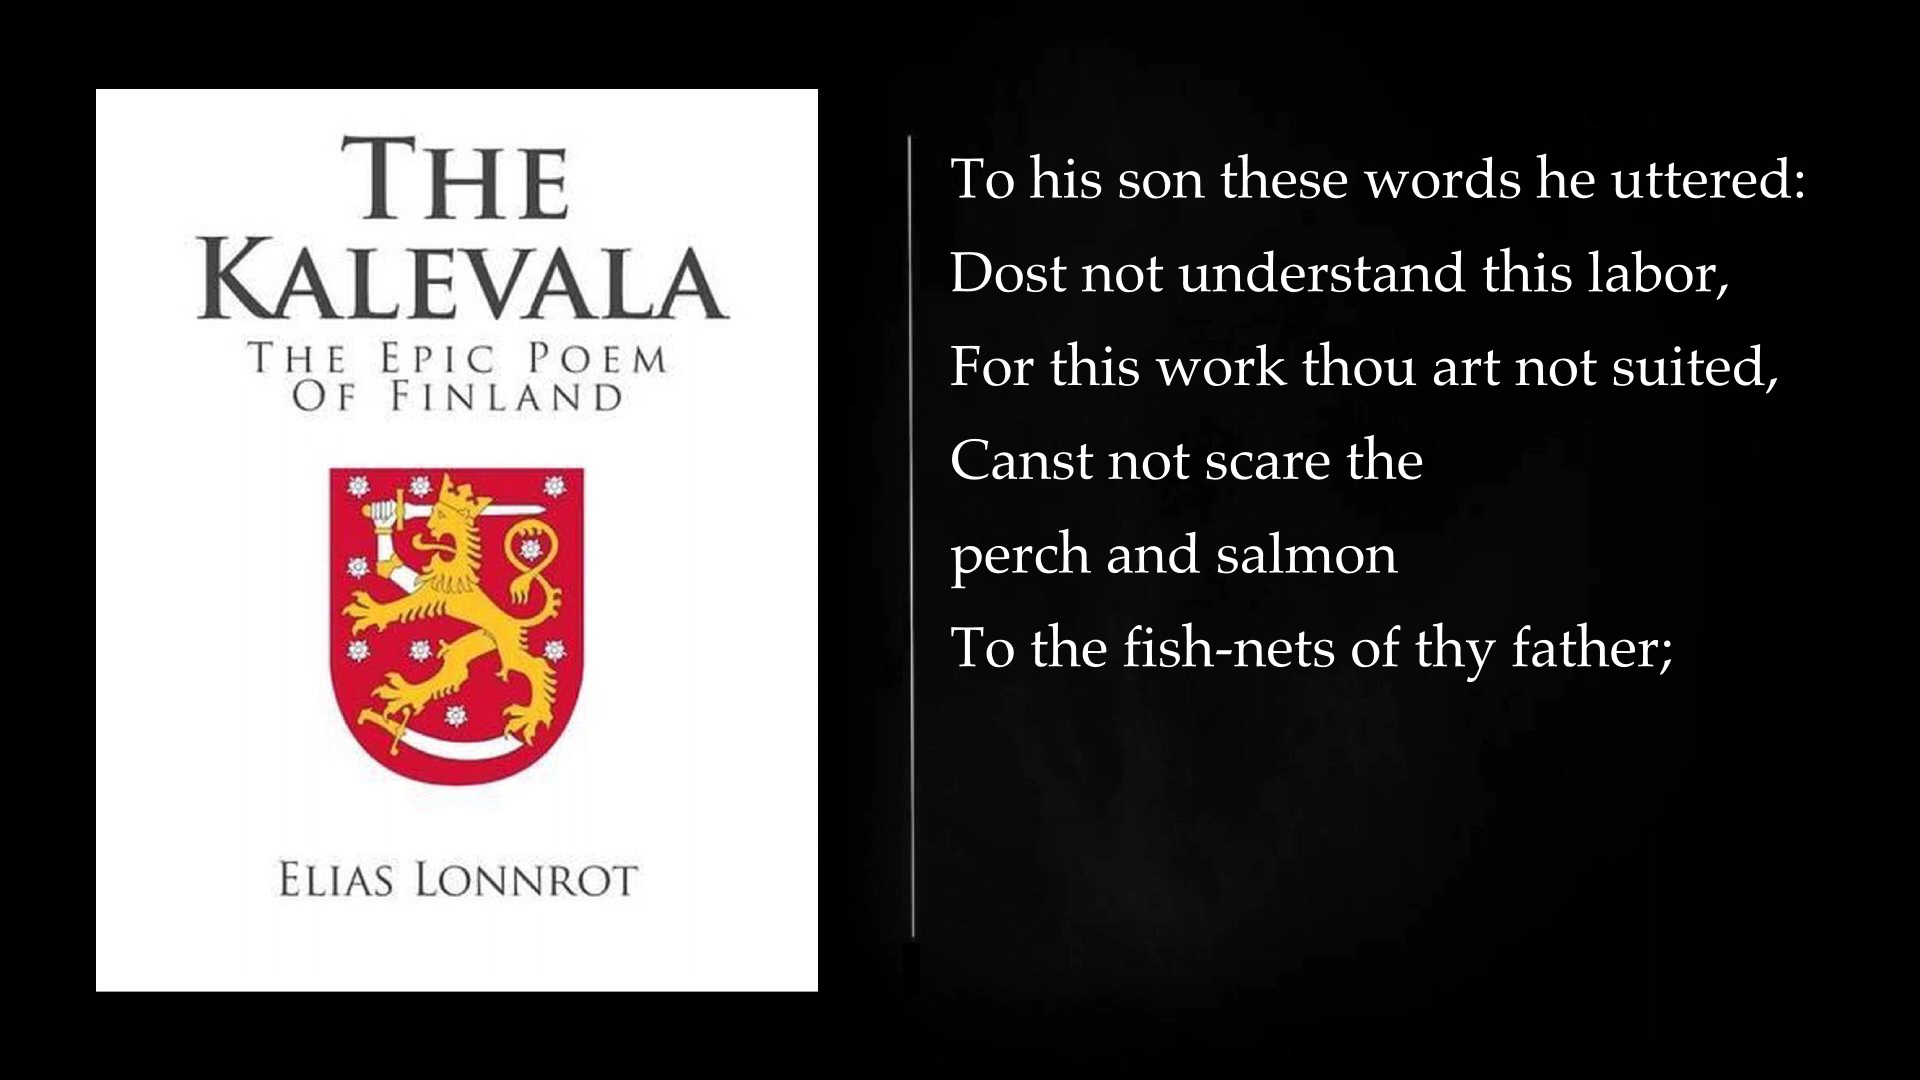 THE
KALEVALA
THE EPIC POEM
OF FINLAND
ELIAS LONNROT
To his son these words he uttered:
Dost not understand this labor,
For this work thou art not suited,
Canst not scare the
perch and salmon
To the fish-nets of thy father;